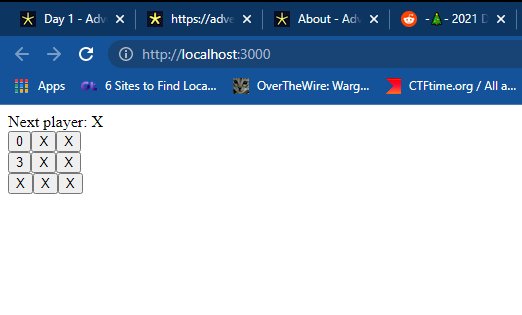 Day 1 - Adv
https://adve
About - Adv
- 🎄 - 2021 D
http://localhost:3000
Apps
6 Sites to Find Loca...
OverTheWire: Warg...
CTFtime.org / All a...
Next player: X
0 X X
3 X X
X X X